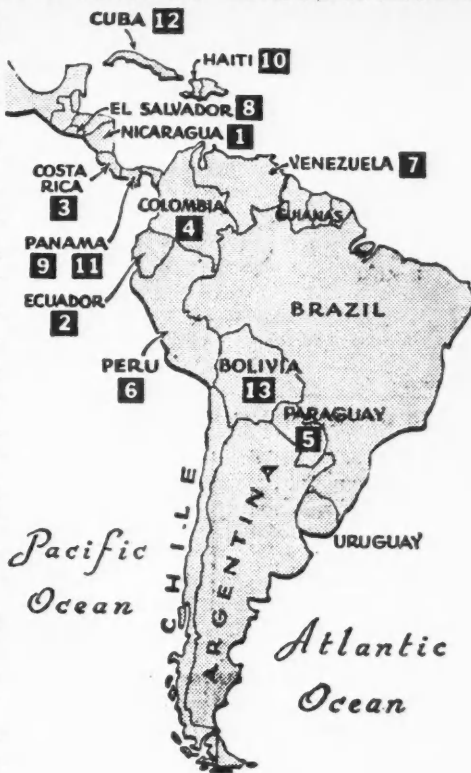 CUBA 12
HAITI 10
EL SALVADOR 8
NICARAGUA 1
COSTA
RICA
3
VENEZUELA 7
GUIANAS
COLOMBIA
4
PANAMA
9 11
ECUADOR
2
BRAZIL
PERU
6
BOLIVIA
13
PARAGUAY
5
CHILE
ARGENTINA
URUGUAY
Pacific
Ocean
Atlantic
Ocean